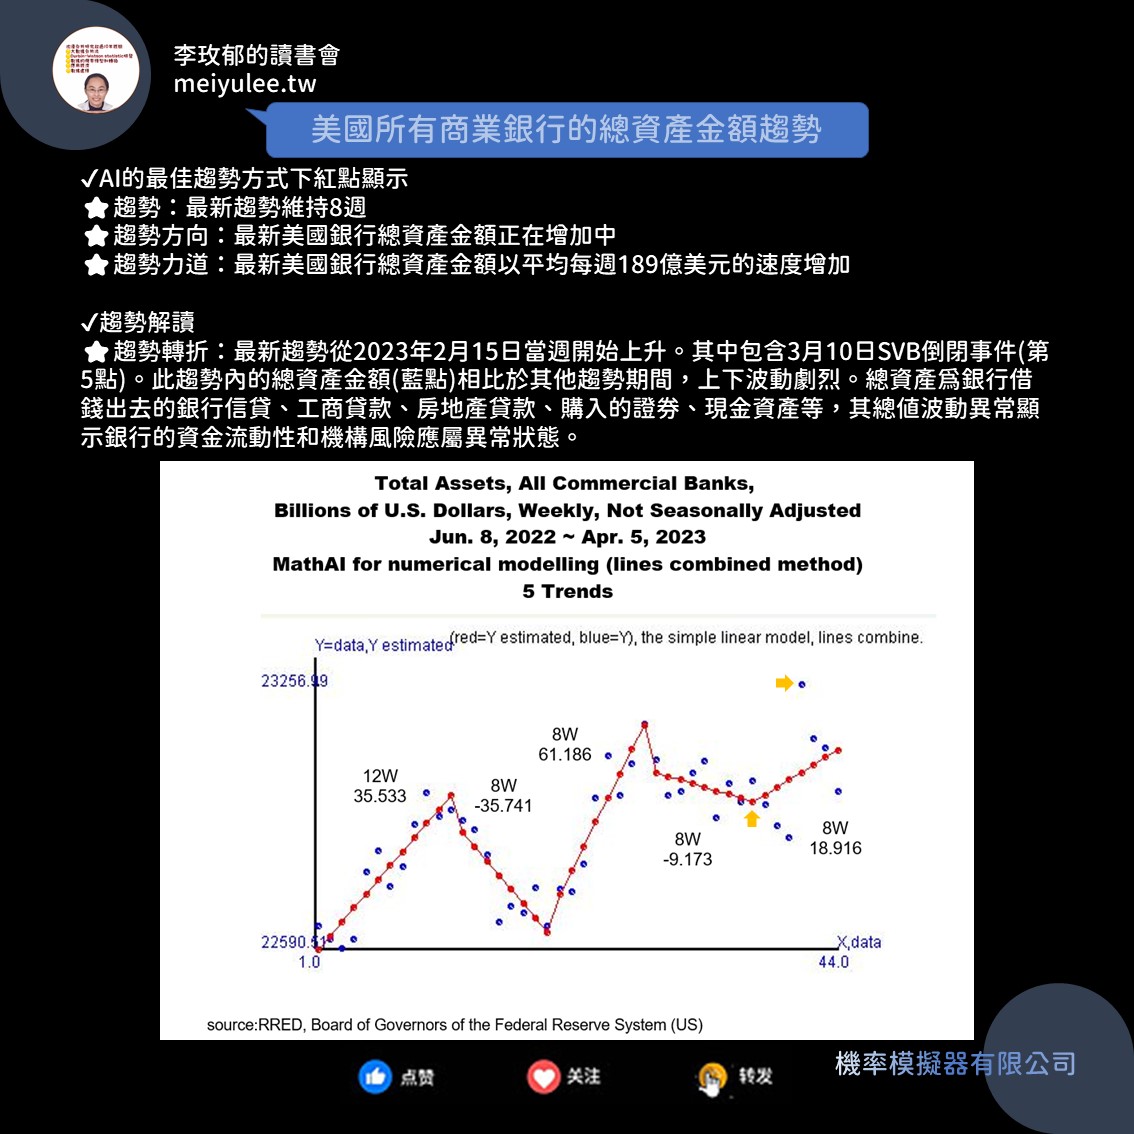 李玫郁的讀書會
meiyulee.tw
美國所有商業銀行的總資產金額趨勢
✓AI的最佳趨勢方式下紅點顯示
★趨勢：最新趨勢維持8週
★趨勢方向：最新美國銀行總資產金額正在增加中
★趨勢力道：最新美國銀行總資產金額以平均每週189億美元的速度增加
✓趨勢解讀
★趨勢轉折：最新趨勢從2023年2月15日當週開始上升。其中包含3月10日SVB倒閉事件(第
5點)。此趨勢內的總資產金額(藍點)相比於其他趨勢期間，上下波動劇烈。總資產為銀行借
錢出去的銀行信貸、工商貸款、房地產貸款、購入的證券、現金資產等，其總值波動異常顯
示銀行的資金流動性和機構風險應屬異常狀態。
Total Assets, All Commercial Banks,
Billions of U.S. Dollars, Weekly, Not Seasonally Adjusted
Jun. 8, 2022 ~ Apr. 5, 2023
MathAI for numerical modelling (lines combined method)
5 Trends
Y=data,Y estimated
(red=Y estimated, blue=Y), the simple linear model, lines combine.
23256.99
8W
61.186
12W
35.533
8W
-35.741
8W
-9.173
8W
18.916
22590.51
X,data
1.0
44.0
source:RRED, Board of Governors of the Federal Reserve System (US)
機率模擬器有限公司
点赞
关注
转发